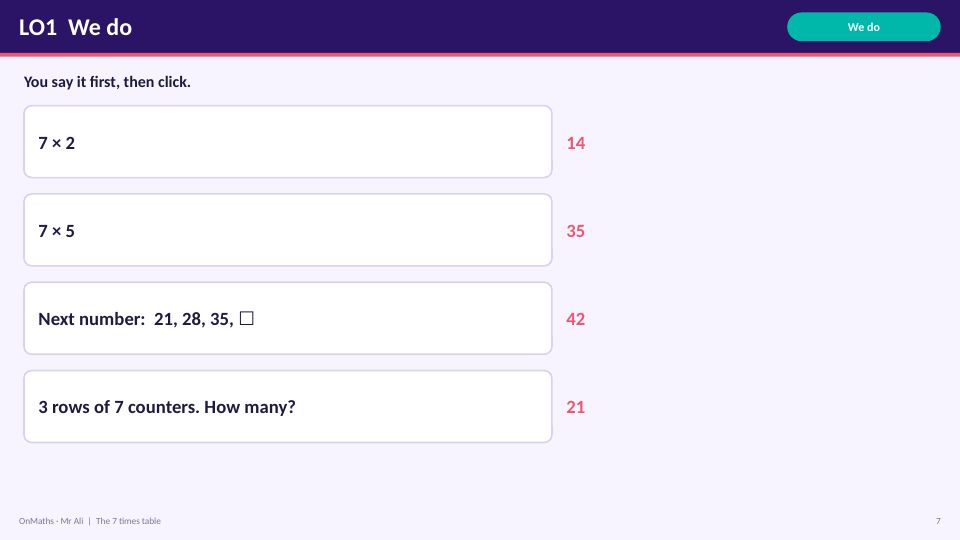 LO1 We do
We do
You say it first, then click.
7 × 2
14
7 × 5
35
Next number: 21, 28, 35, ☐
42
3 rows of 7 counters. How many?
21
OnMaths - Mr Ali | The 7 times table
7